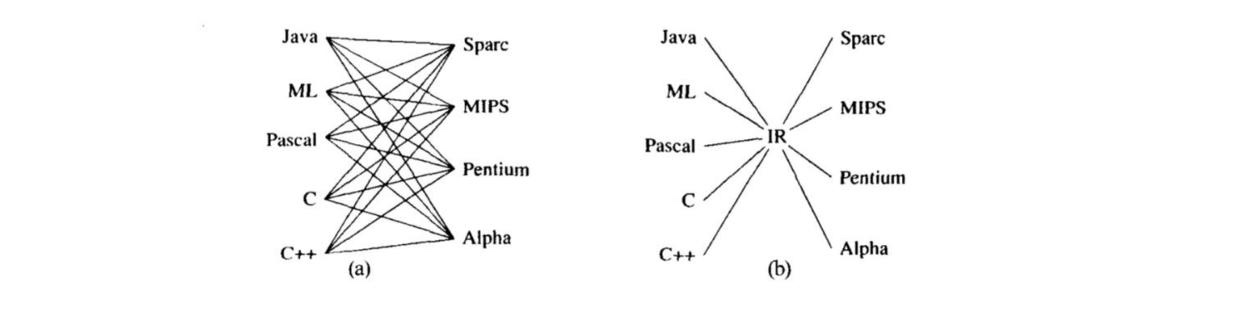 Java
ML
Pascal
C
C++
Sparc
MIPS
Pentium
Alpha
(a)
Java
ML
Pascal
C
C++
IR
Sparc
MIPS
Pentium
Alpha
(b)